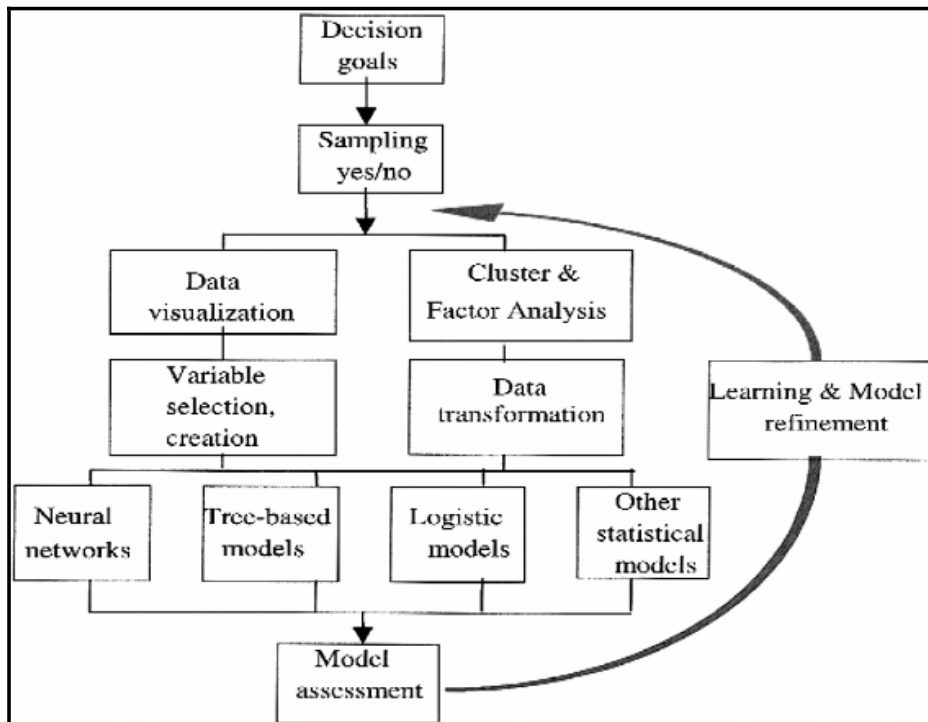 Decision
goals
Sampling
yes/no
Data
visualization
Cluster &
Factor Analysis
Variable
selection,
creation
Data
transformation
Learning & Model
refinement
Neural
networks
Tree-based
models
Logistic
models
Other
statistical
models
Model
assessment